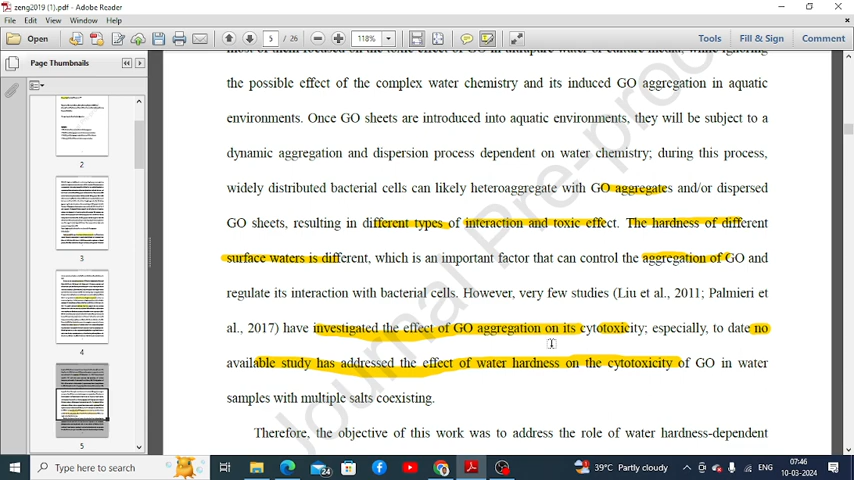 zeng2019 (1).pdf - Adobe Reader
File Edit View Window Help
Open
5 / 26
118%
Tools Fill & Sign Comment
Page Thumbnails
2
3
4
5
the possible effect of the complex water chemistry and its induced GO aggregation in aquatic
environments. Once GO sheets are introduced into aquatic environments, they will be subject to a
dynamic aggregation and dispersion process dependent on water chemistry; during this process,
widely distributed bacterial cells can likely heteroaggregate with GO aggregates and/or dispersed
GO sheets, resulting in different types of interaction and toxic effect. The hardness of different
surface waters is different, which is an important factor that can control the aggregation of GO and
regulate its interaction with bacterial cells. However, very few studies (Liu et al., 2011; Palmieri et
al., 2017) have investigated the effect of GO aggregation on its cytotoxicity; especially, to date no
available study has addressed the effect of water hardness on the cytotoxicity of GO in water
samples with multiple salts coexisting.
Therefore, the objective of this work was to address the role of water hardness-dependent
Journal Pre-proof
Type here to search
24
39°C Partly cloudy
ENG
07:46
10-03-2024